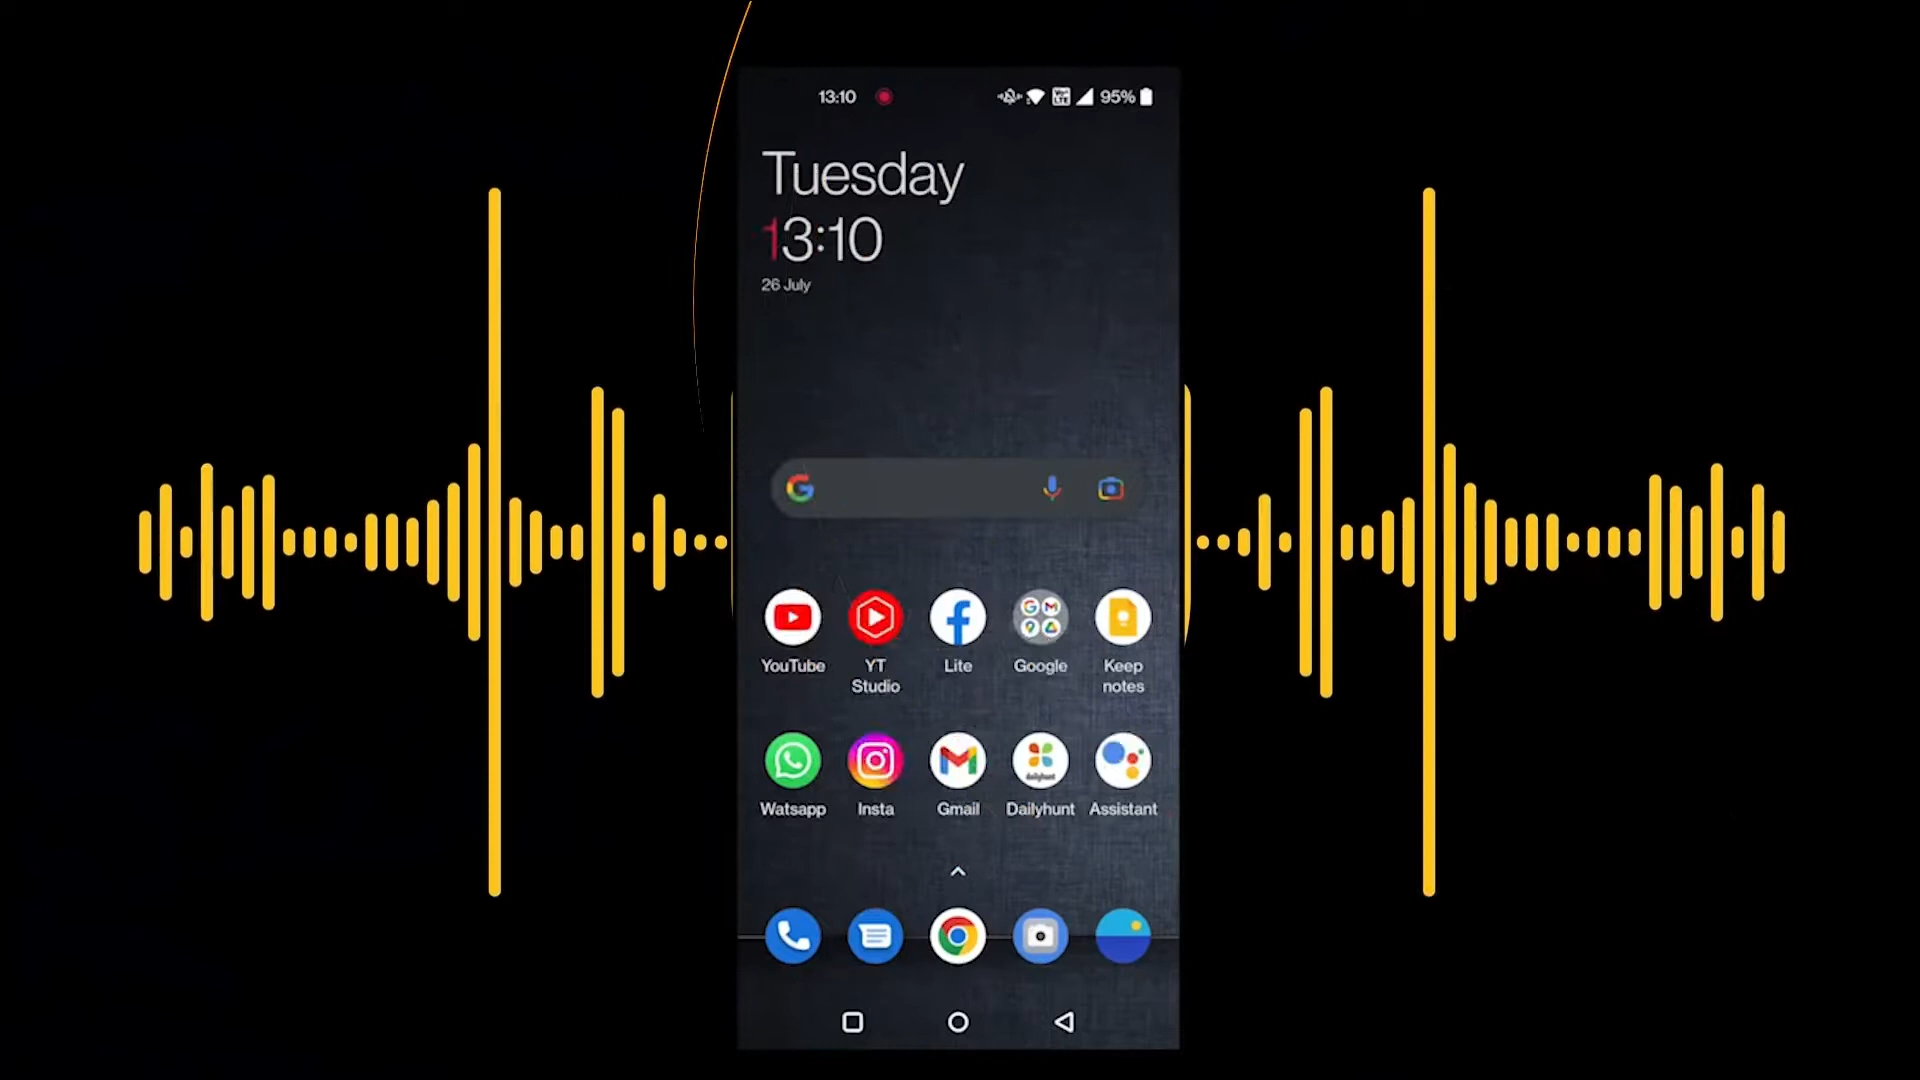 13:10 95%
Tuesday
13:10
26 July
YouTube YT Studio Lite Google Keep notes
Watsapp Insta Gmail Dailyhunt Assistant